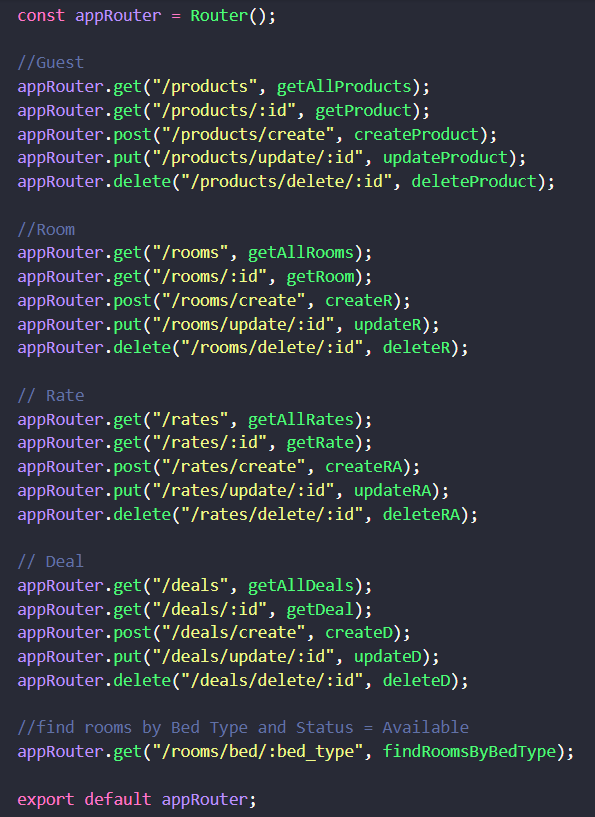 const appRouter = Router();
//Guest
appRouter.get("/products", getAllProducts);
appRouter.get("/products/:id", getProduct);
appRouter.post("/products/create", createProduct);
appRouter.put("/products/update/:id", updateProduct);
appRouter.delete("/products/delete/:id", deleteProduct);
//Room
appRouter.get("/rooms", getAllRooms);
appRouter.get("/rooms/:id", getRoom);
appRouter.post("/rooms/create", createR);
appRouter.put("/rooms/update/:id", updateR);
appRouter.delete("/rooms/delete/:id", deleteR);
// Rate
appRouter.get("/rates", getAllRates);
appRouter.get("/rates/:id", getRate);
appRouter.post("/rates/create", createRA);
appRouter.put("/rates/update/:id", updateRA);
appRouter.delete("/rates/delete/:id", deleteRA);
// Deal
appRouter.get("/deals", getAllDeals);
appRouter.get("/deals/:id", getDeal);
appRouter.post("/deals/create", createD);
appRouter.put("/deals/update/:id", updateD);
appRouter.delete("/deals/delete/:id", deleteD);
//find rooms by Bed Type and Status = Available
appRouter.get("/rooms/bed/:bed_type", findRoomsByBedType);
export default appRouter;